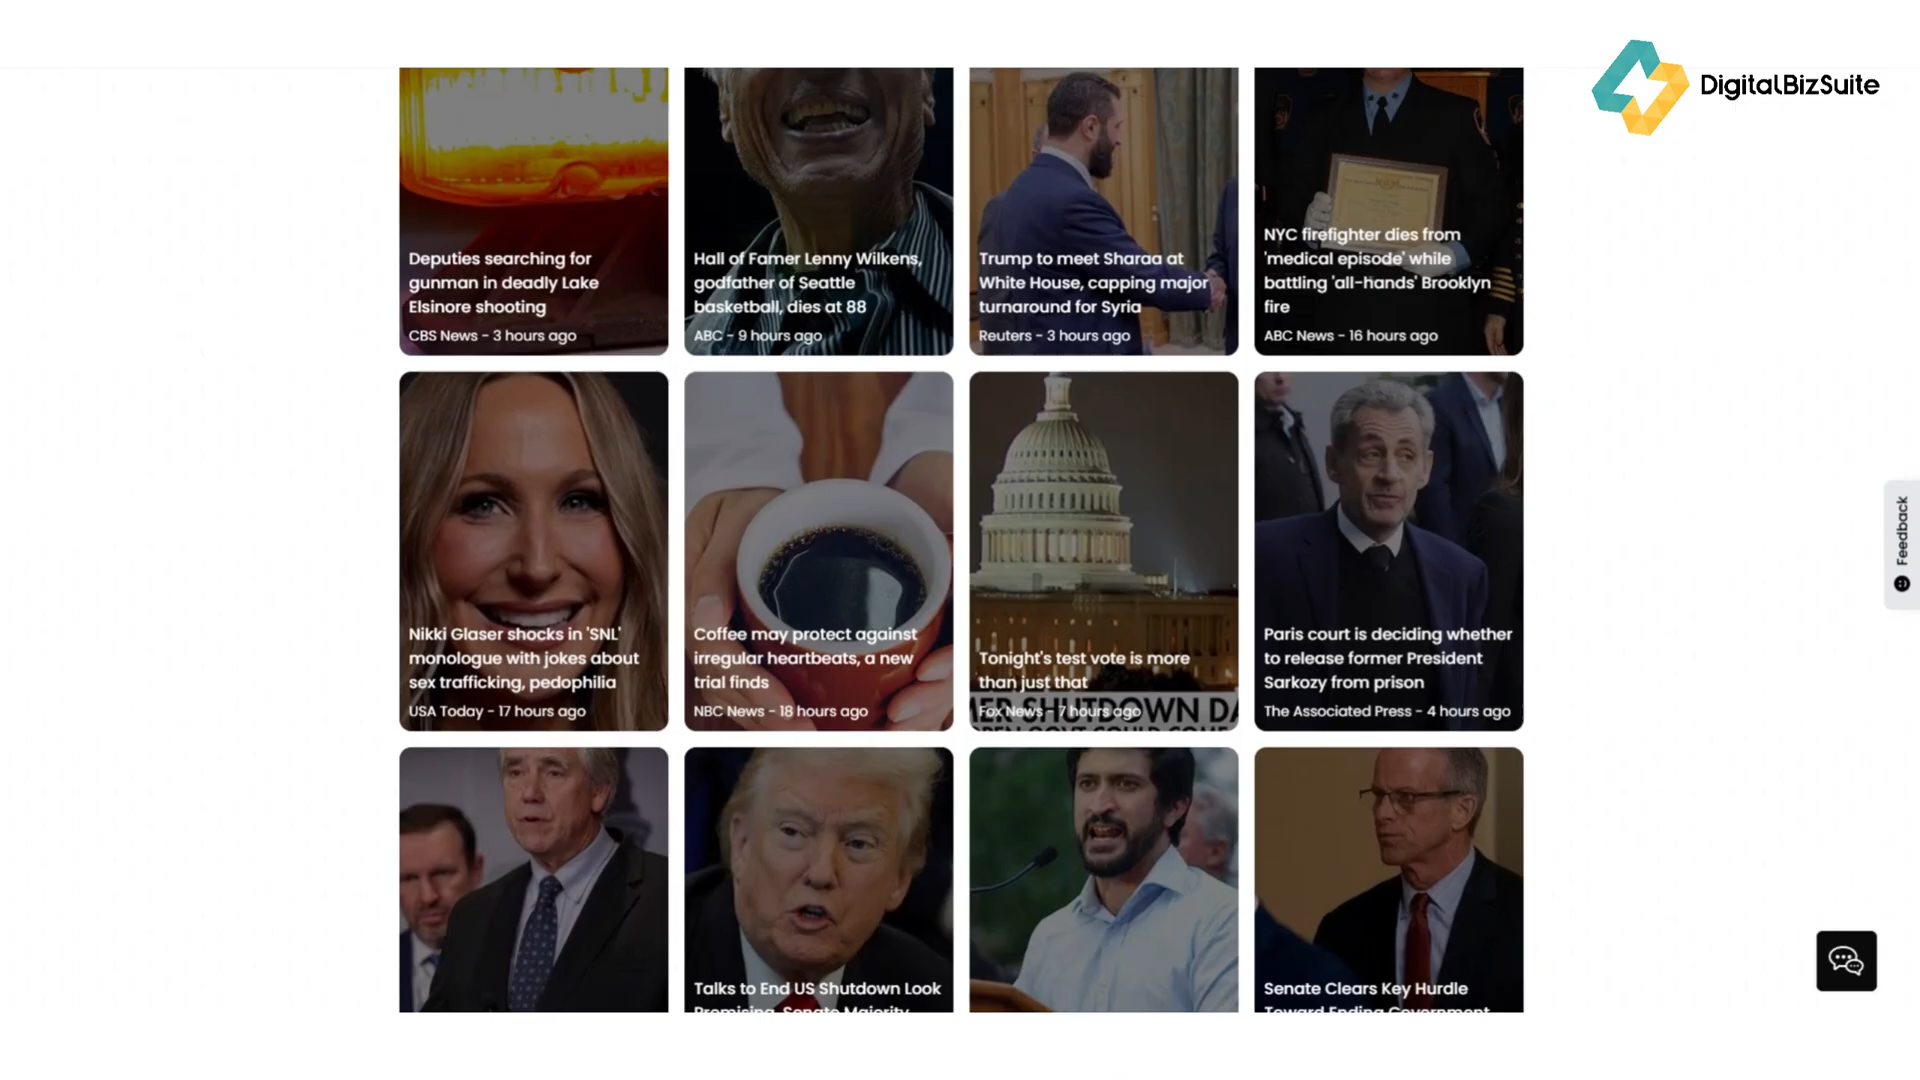 DigitalBizSuite
Deputies searching for
gunman in deadly Lake
Elsinore shooting
CBS News - 3 hours ago
Hall of Famer Lenny Wilkens,
godfather of Seattle
basketball, dies at 88
ABC - 9 hours ago
Trump to meet Sharaa at
White House, capping major
turnaround for Syria
Reuters - 3 hours ago
NYC firefighter dies from
'medical episode' while
battling 'all-hands' Brooklyn
fire
ABC News - 16 hours ago
Nikki Glaser shocks in 'SNL'
monologue with jokes about
sex trafficking, pedophilia
USA Today - 17 hours ago
Coffee may protect against
irregular heartbeats, a new
trial finds
NBC News - 18 hours ago
Tonight's test vote is more
than just that
Fox News - 7 hours ago
SHUTDOWN
Paris court is deciding whether
to release former President
Sarkozy from prison
The Associated Press - 4 hours ago
Feedback
Talks to End US Shutdown Look
Promising, Senate Majority
Senate Clears Key Hurdle
Toward Ending Government